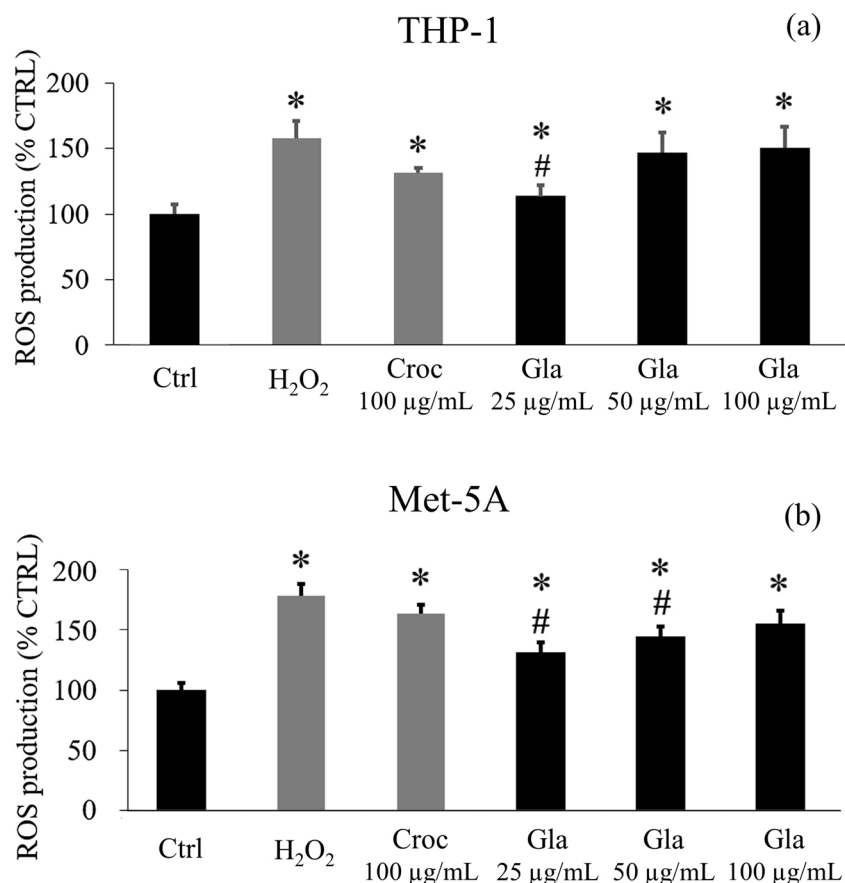 THP-1
(a)
ROS production (% CTRL)
200
150
100
50
0
*
*
*
#
*
*
Ctrl
H₂O₂
Croc
100 µg/mL
Gla
25 µg/mL
Gla
50 µg/mL
Gla
100 µg/mL
Met-5A
(b)
ROS production (% CTRL)
200
150
100
50
0
*
*
*
#
*
#
*
Ctrl
H₂O₂
Croc
100 µg/mL
Gla
25 µg/mL
Gla
50 µg/mL
Gla
100 µg/mL